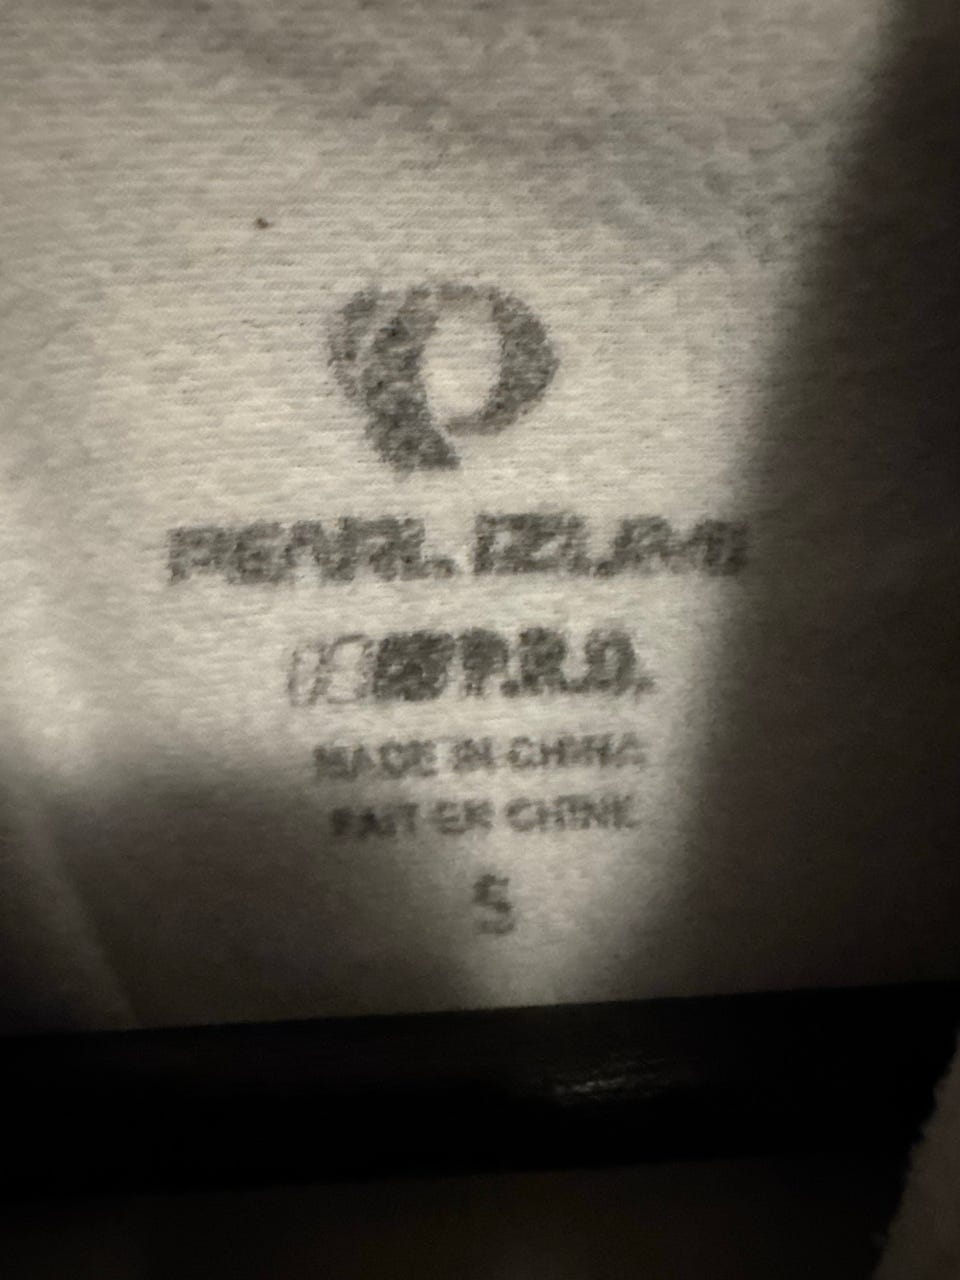 PEARL IZUMI
P.R.O.
MADE IN CHINA
FAIT EN CHINE
S